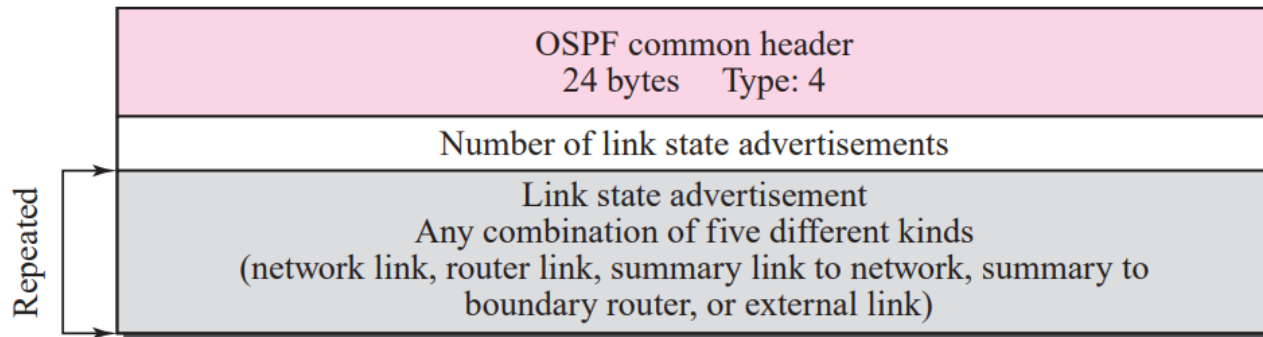 OSPF common header
24 bytes Type: 4
Number of link state advertisements
Repeated
Link state advertisement
Any combination of five different kinds
(network link, router link, summary link to network, summary to
boundary router, or external link)